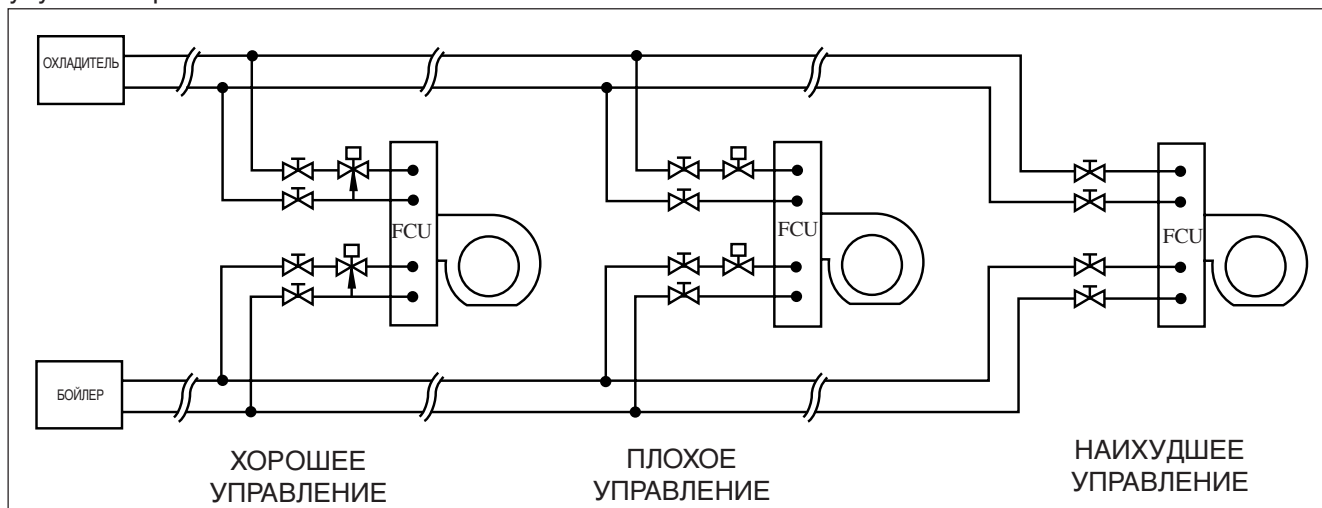 ОХЛАДИТЕЛЬ
FCU
FCU
FCU
БОЙЛЕР
ХОРОШЕЕ
УПРАВЛЕНИЕ
ПЛОХОЕ
УПРАВЛЕНИЕ
НАИХУДШЕЕ
УПРАВЛЕНИЕ